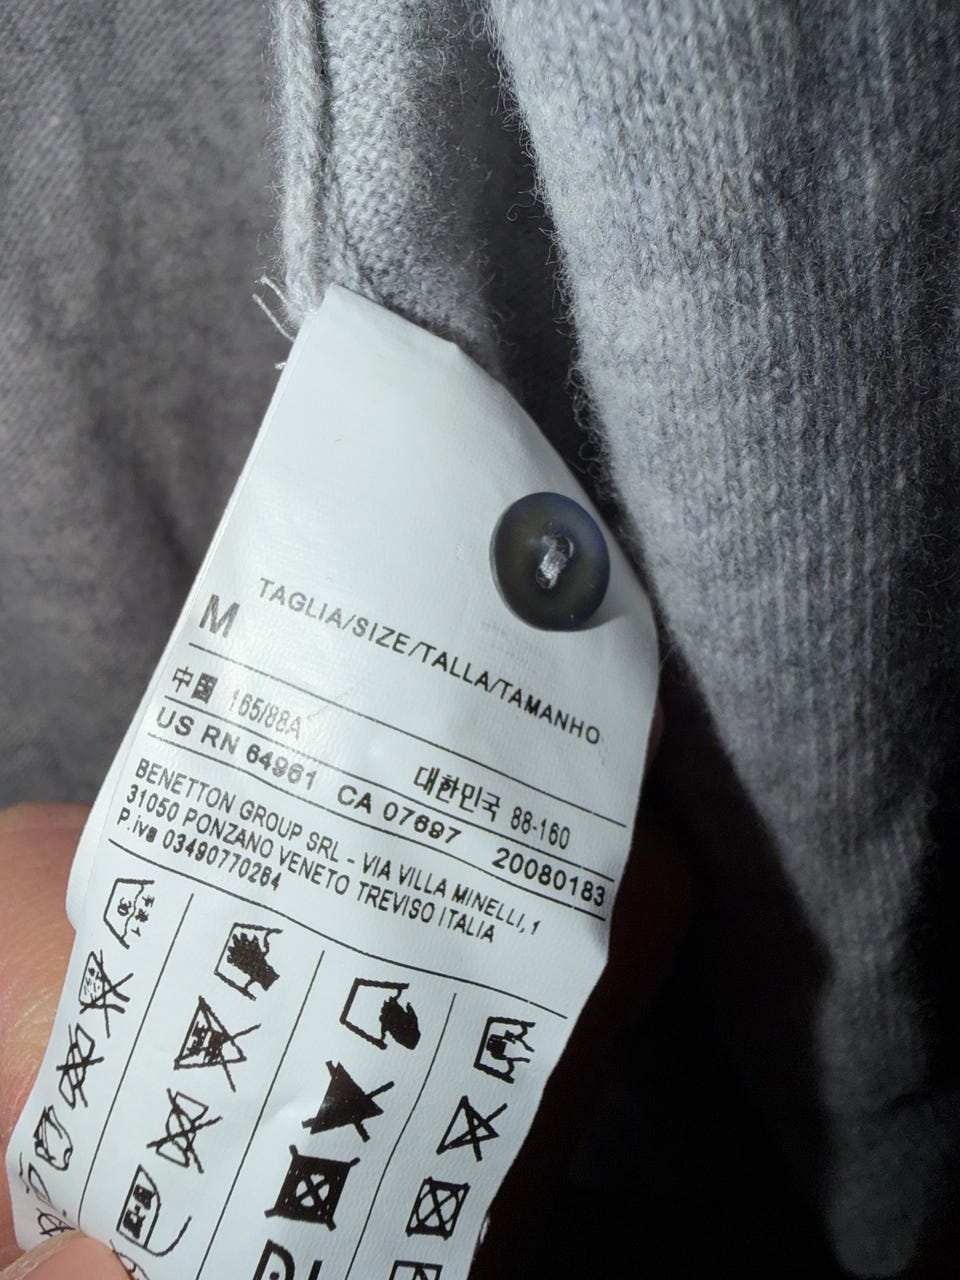 TAGLIA/SIZE/TALLA/TAMANHO
M
中国 165/88A 대한민국 88-160
US RN 64961 CA 07697 20080183
BENETTON GROUP SRL - VIA VILLA MINELLI, 1
31050 PONZANO VENETO TREVISO ITALIA
P.iva 03490770264